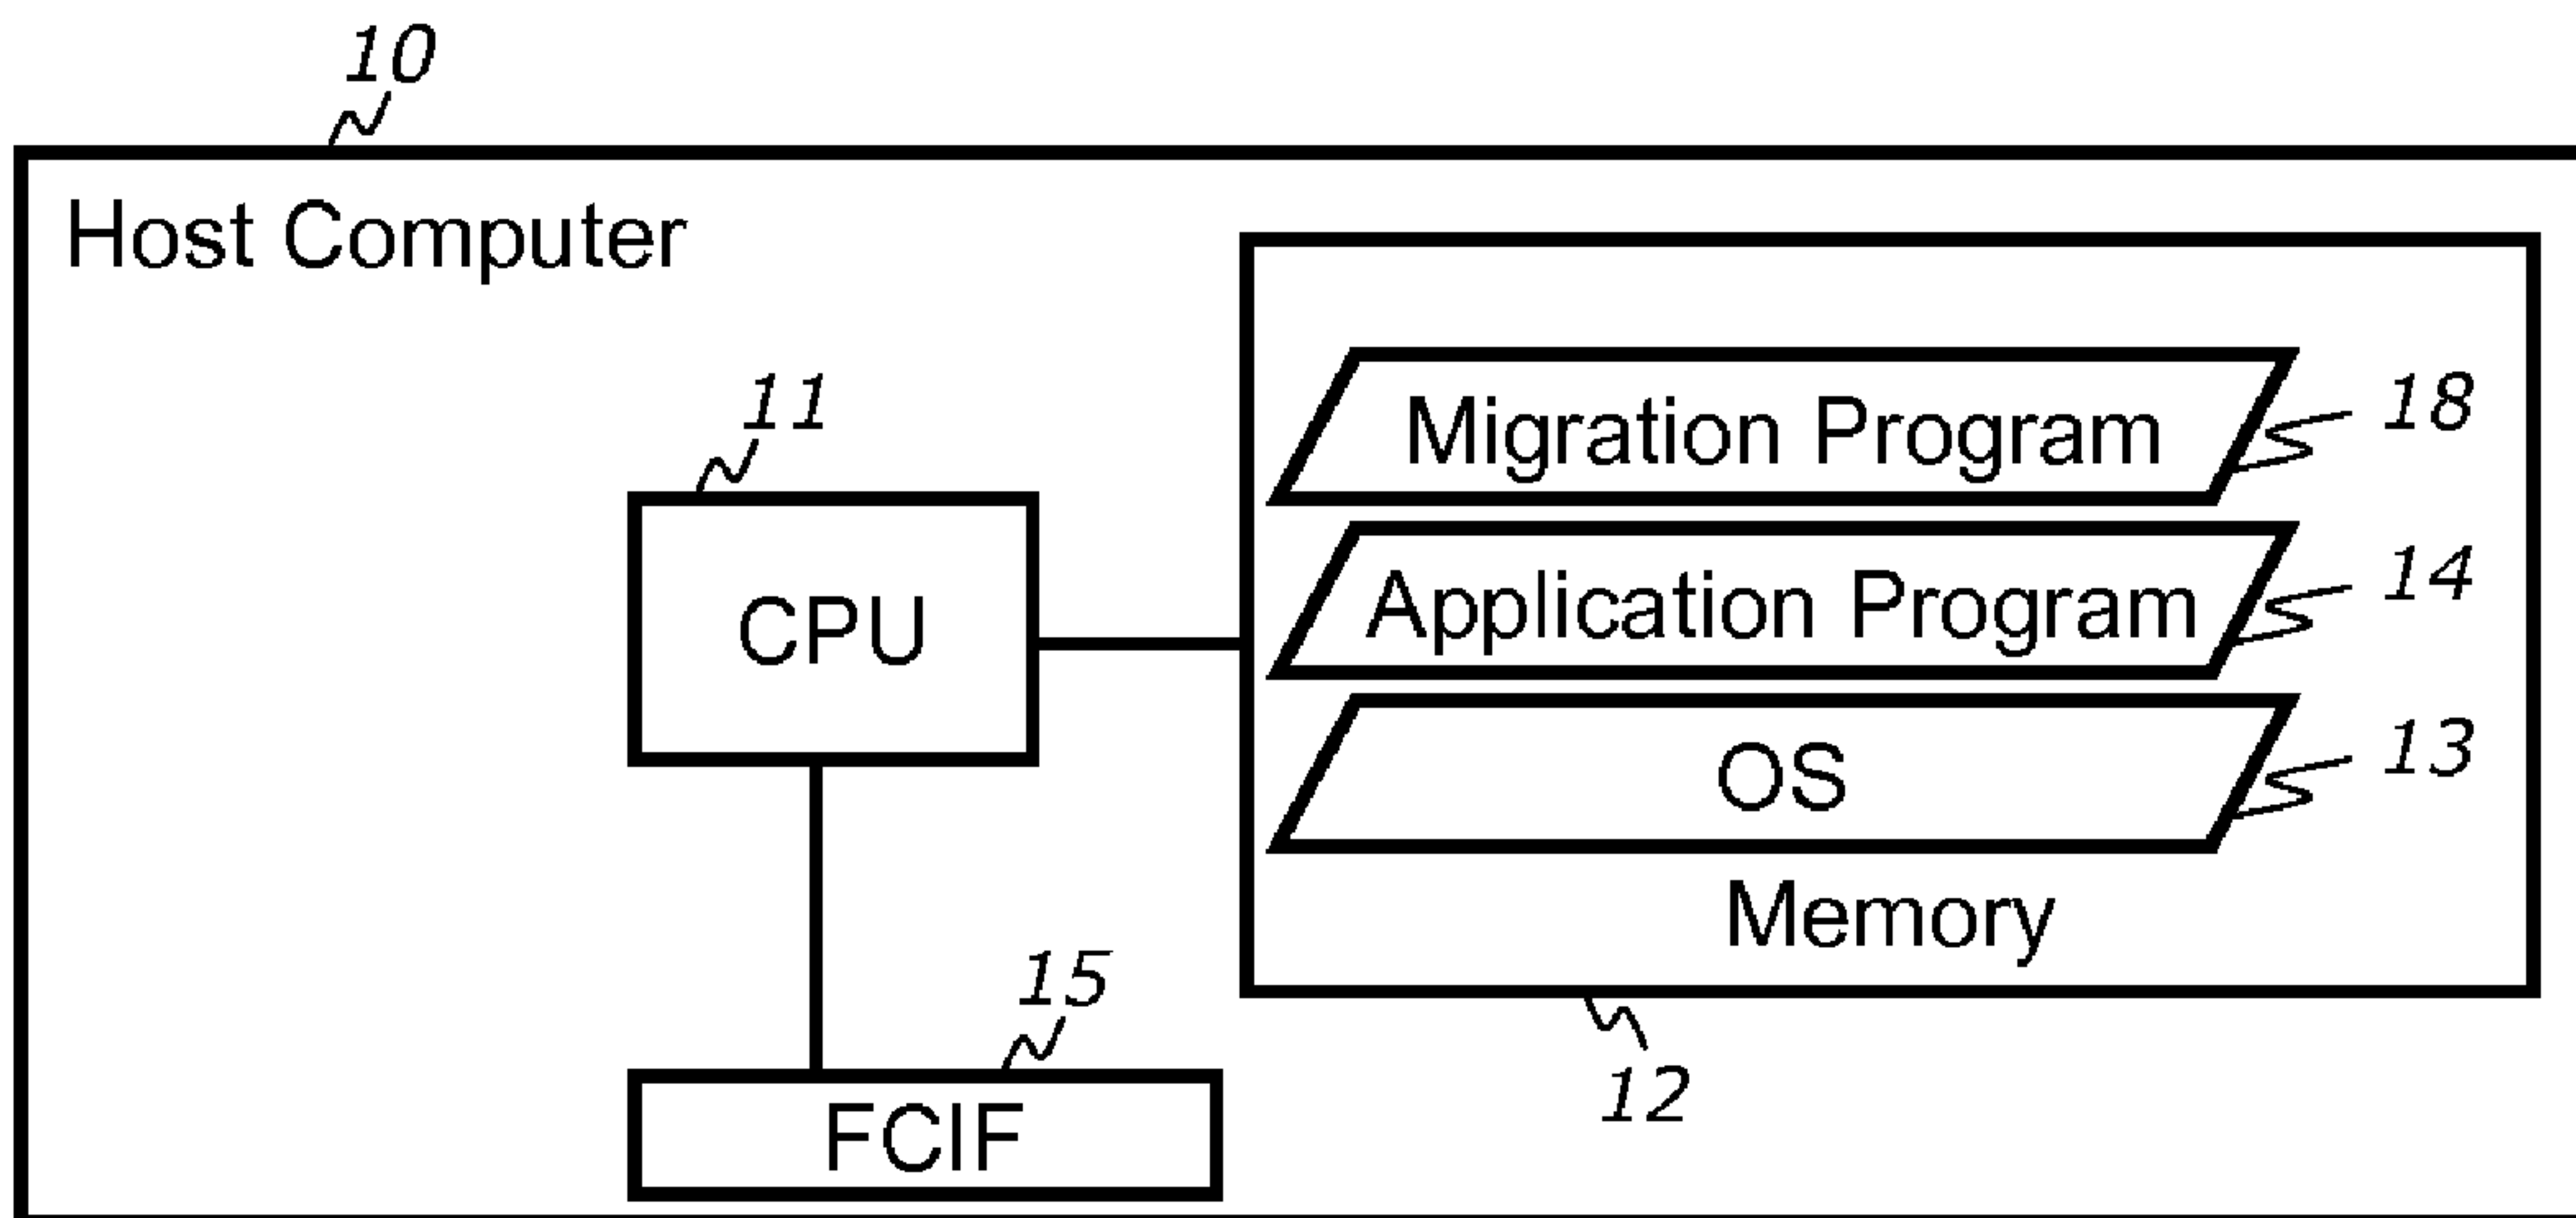 10
Host Computer
11
Migration Program
18
CPU
Application Program
14
OS
13
Memory
15
FCIF
12